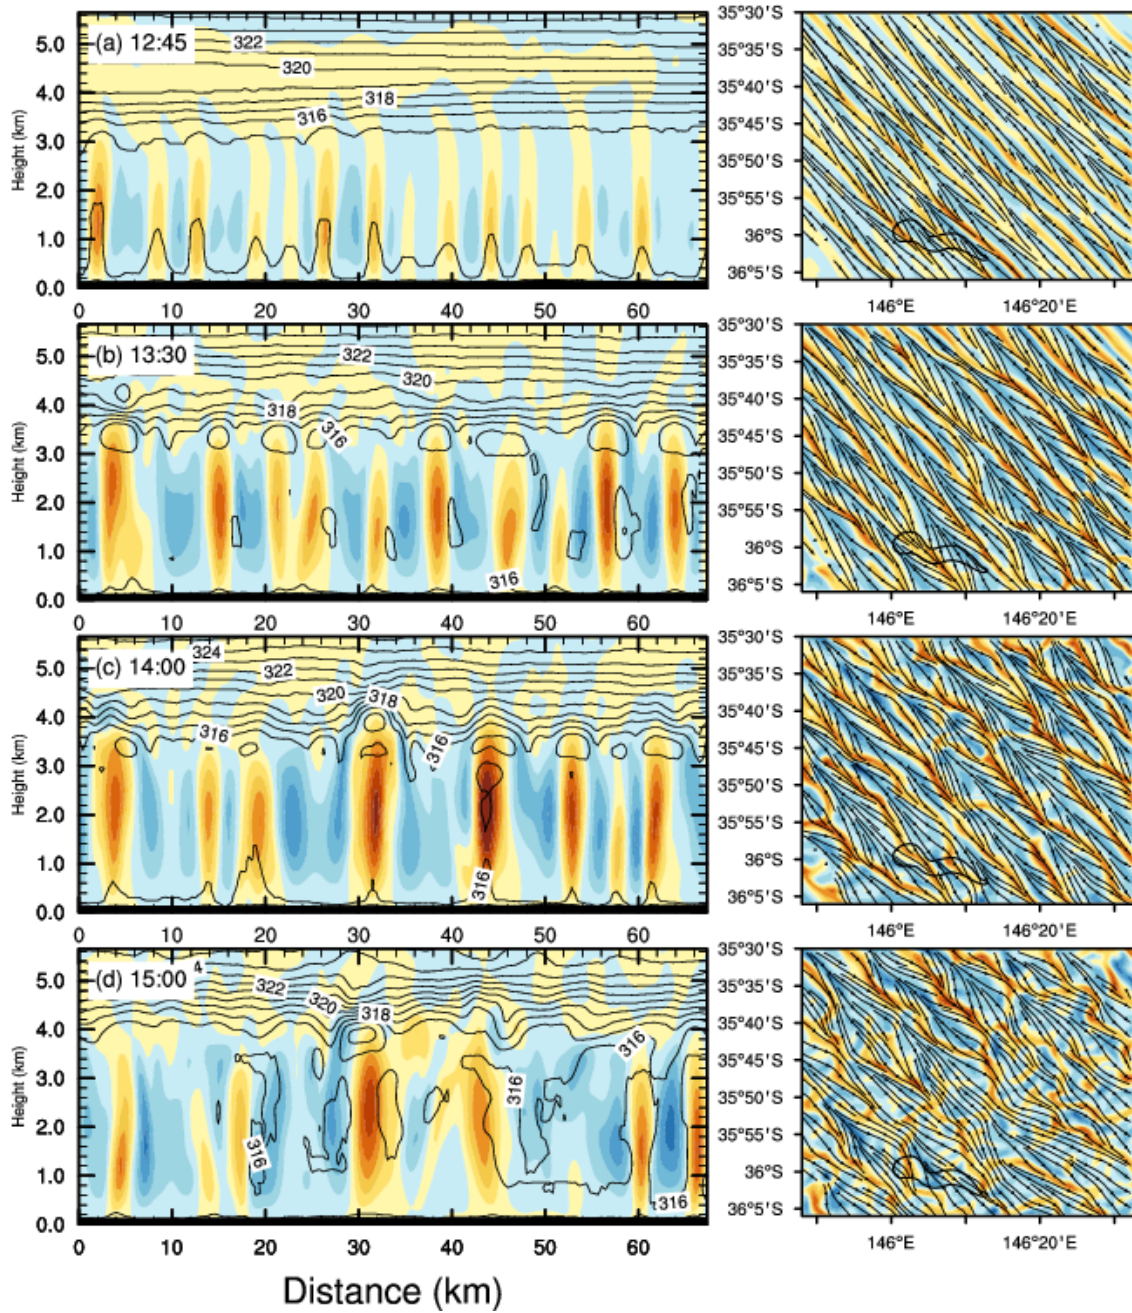 (a) 12:45
322
320
318
316
5.0
4.0
3.0
2.0
1.0
0.0
Height (km)
0 10 20 30 40 50 60
35°30'S
35°35'S
35°40'S
35°45'S
35°50'S
35°55'S
36°S
36°5'S
146°E 146°20'E
(b) 13:30
322
320
318
316
316
5.0
4.0
3.0
2.0
1.0
0.0
Height (km)
0 10 20 30 40 50 60
35°30'S
35°35'S
35°40'S
35°45'S
35°50'S
35°55'S
36°S
36°5'S
146°E 146°20'E
(c) 14:00
324
322
320
318
316
316
316
5.0
4.0
3.0
2.0
1.0
0.0
Height (km)
0 10 20 30 40 50 60
35°30'S
35°35'S
35°40'S
35°45'S
35°50'S
35°55'S
36°S
36°5'S
146°E 146°20'E
(d) 15:00
4
322
320
318
316
316
316
316
5.0
4.0
3.0
2.0
1.0
0.0
Height (km)
0 10 20 30 40 50 60
35°30'S
35°35'S
35°40'S
35°45'S
35°50'S
35°55'S
36°S
36°5'S
146°E 146°20'E
Distance (km)